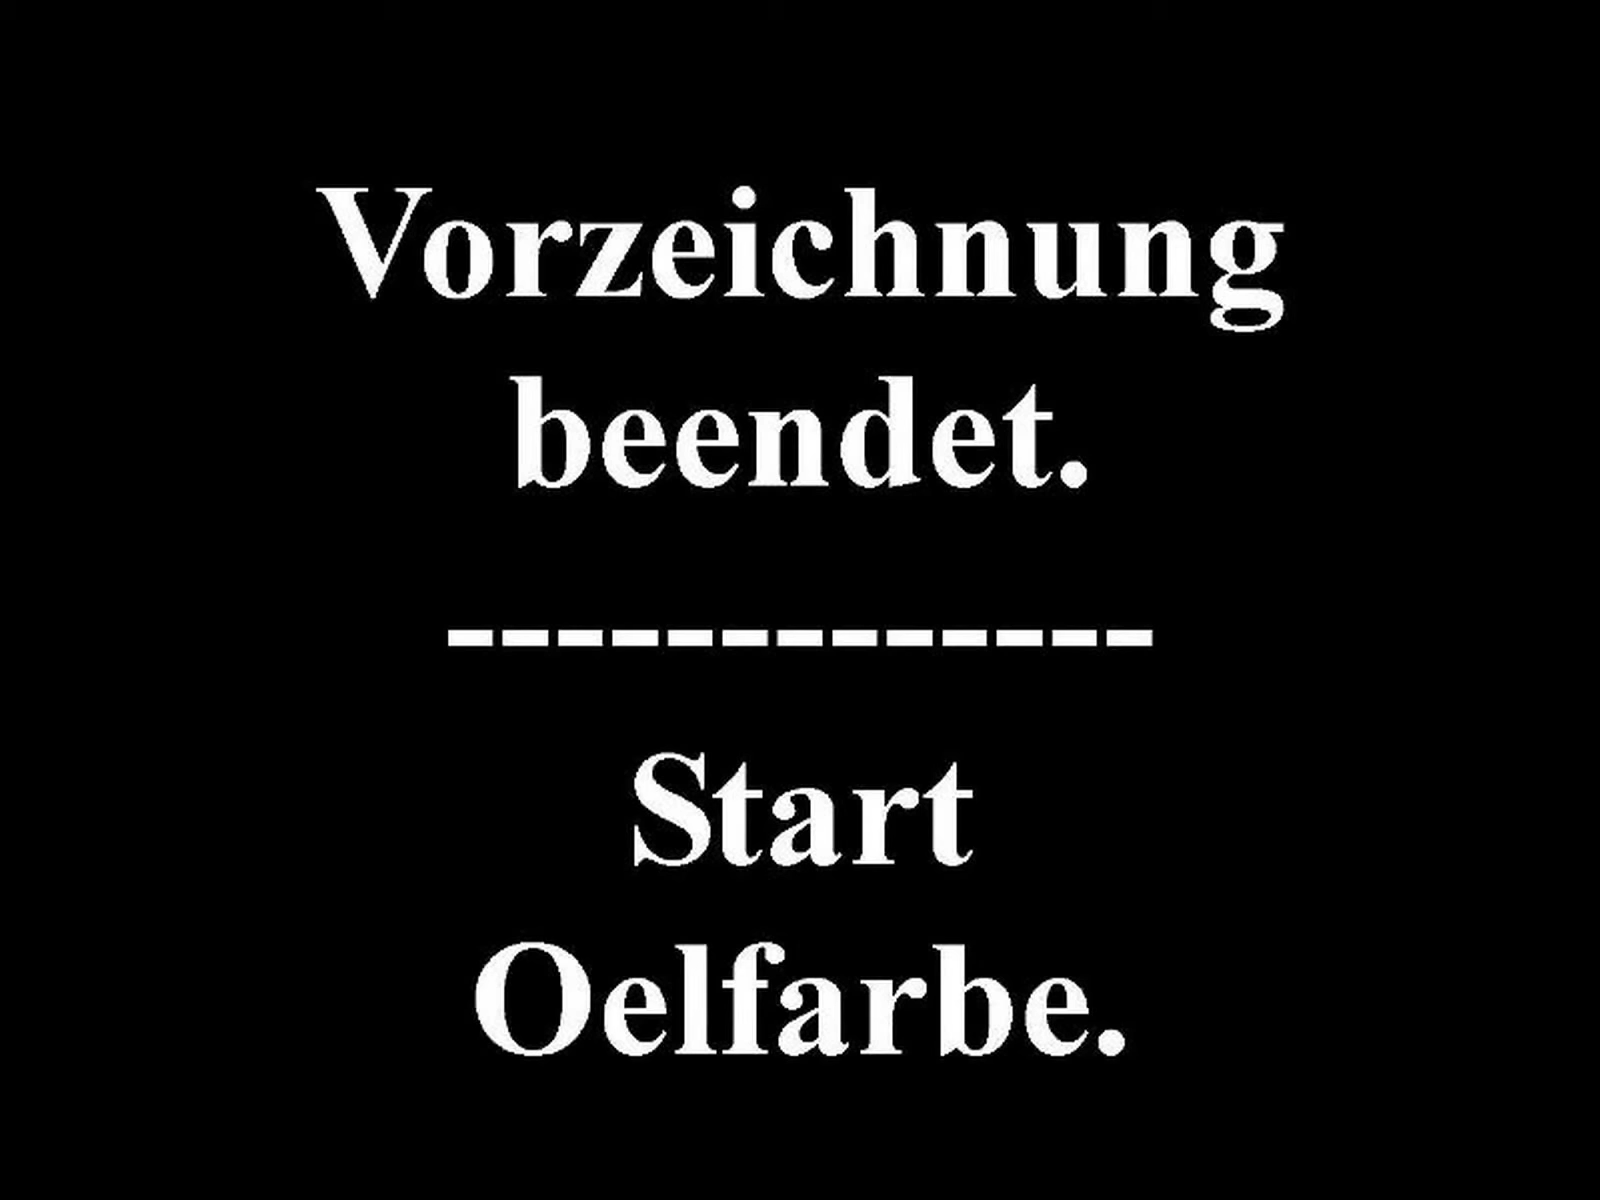 Vorzeichnung
beendet.
-------------
Start
Oelfarbe.